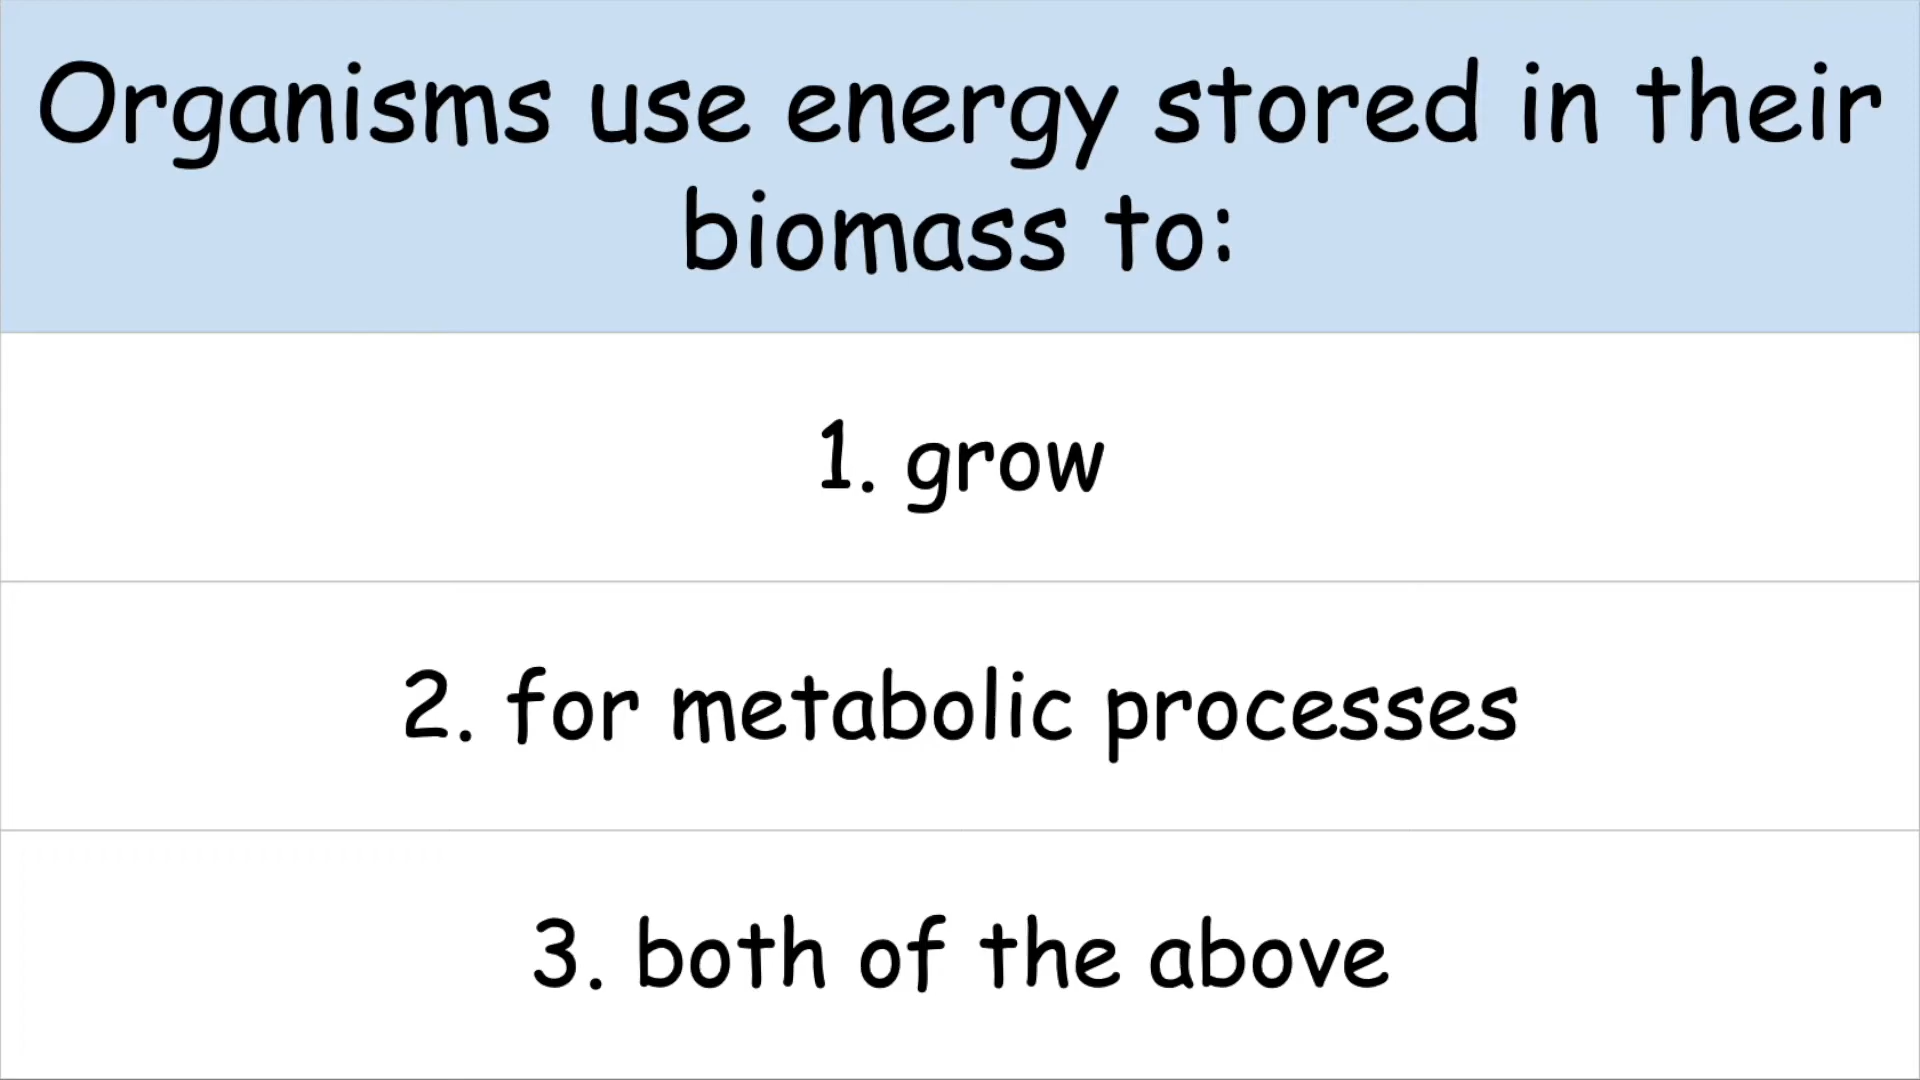 Organisms use energy stored in their
biomass to:
1. grow
2. for metabolic processes
3. both of the above